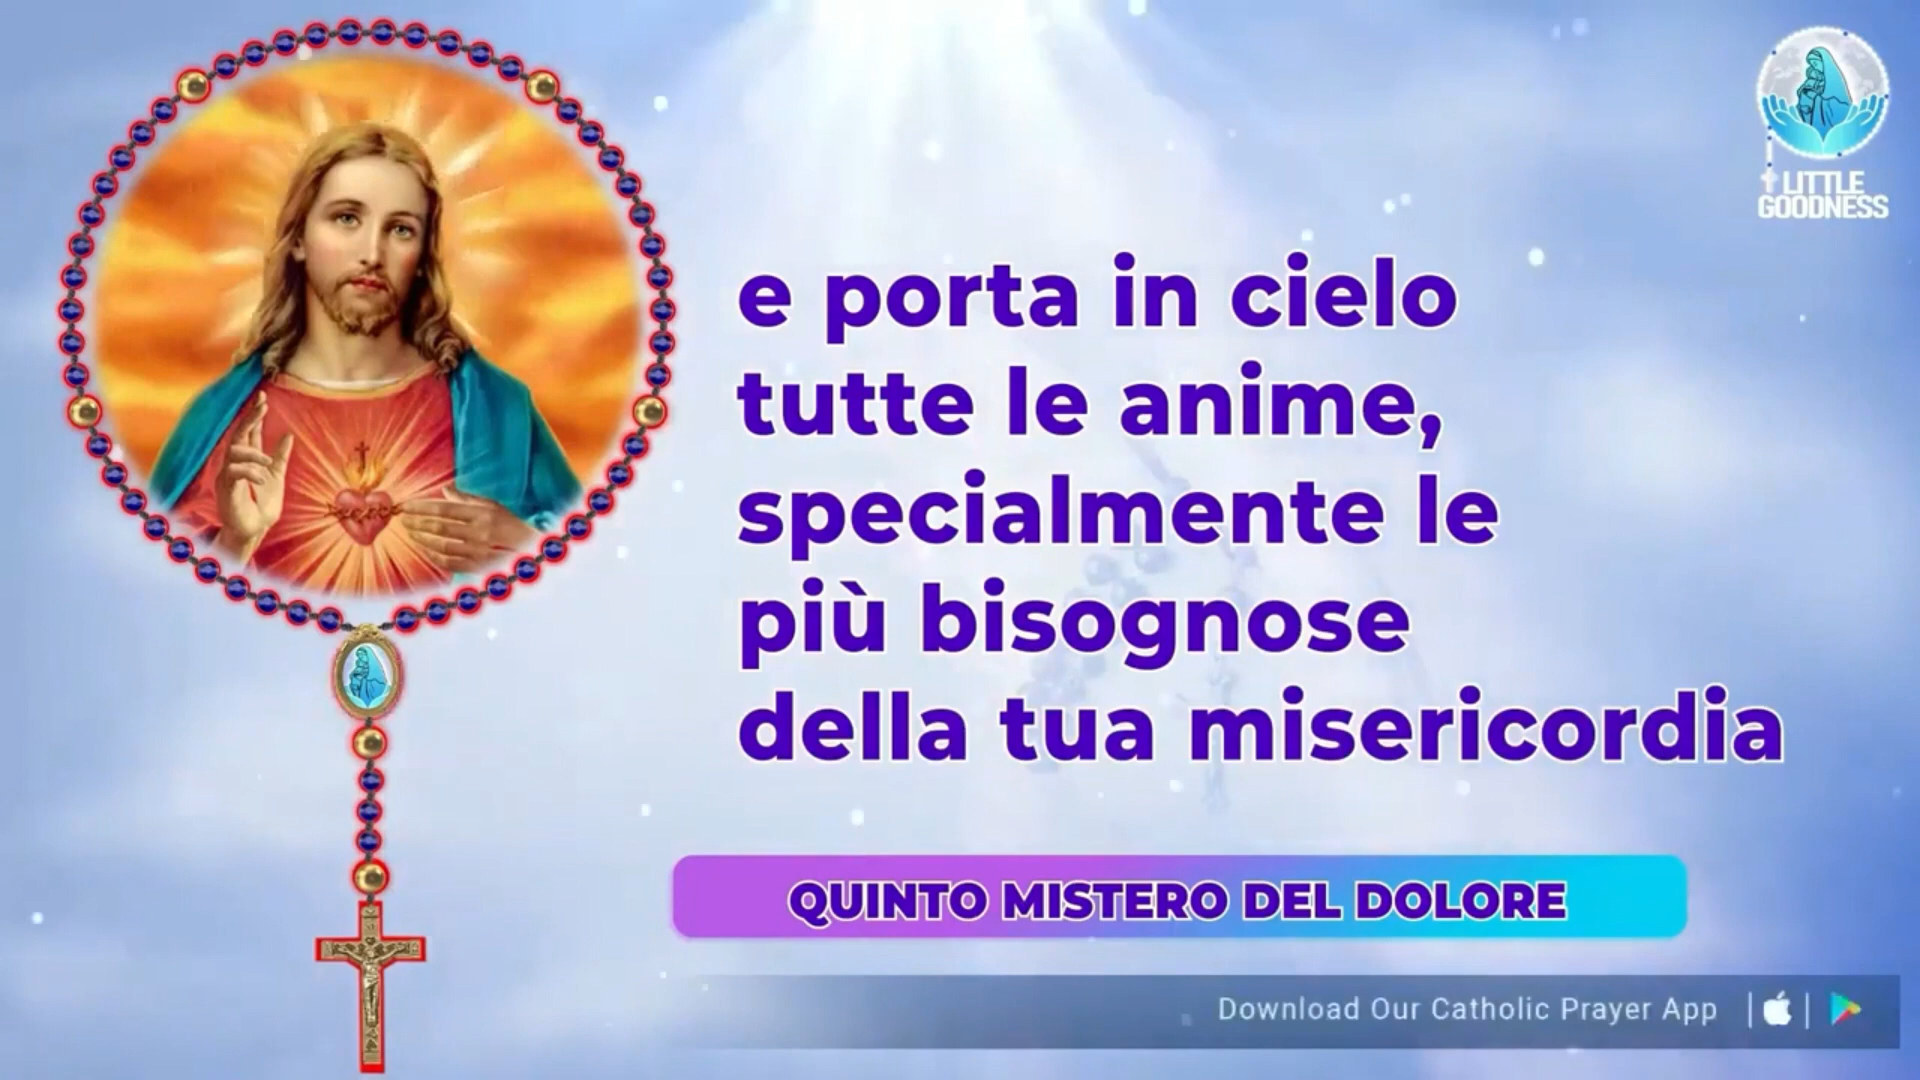 LITTLE
GOODNESS
e porta in cielo
tutte le anime,
specialmente le
più bisognose
della tua misericordia
QUINTO MISTERO DEL DOLORE
Download Our Catholic Prayer App